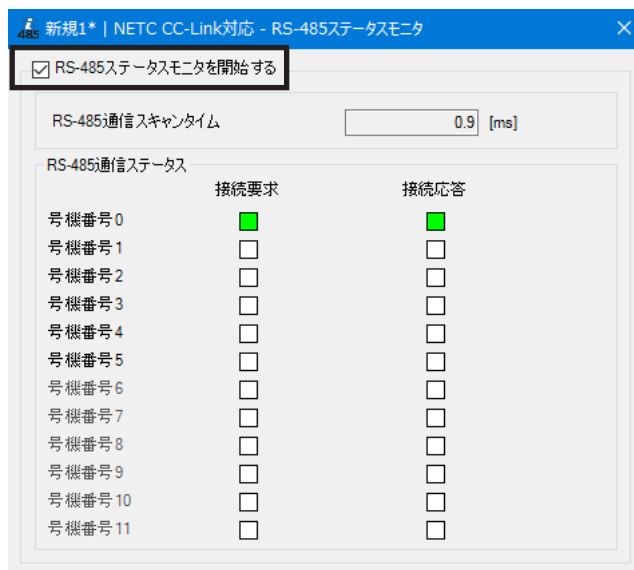 485 新規1* | NETC CC-Link対応 - RS-485ステータスモニタ
RS-485ステータスモニタを開始する
RS-485通信スキャンタイム 0.9 [ms]
RS-485通信ステータス
接続要求 接続応答
号機番号0
号機番号1
号機番号2
号機番号3
号機番号4
号機番号5
号機番号6
号機番号7
号機番号8
号機番号9
号機番号10
号機番号11